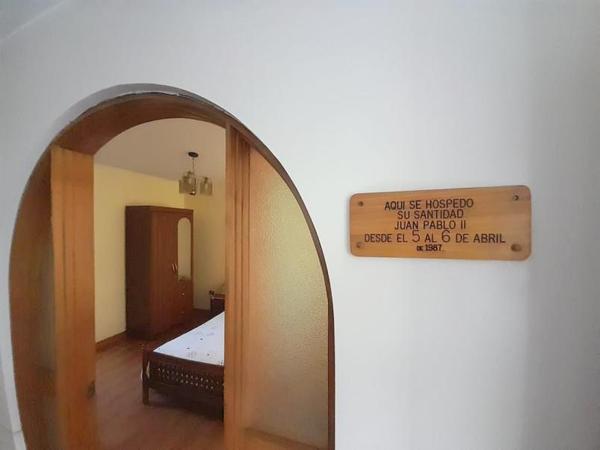 AQUI SE HOSPEDO
SU SANTIDAD
JUAN PABLO II
DESDE EL 5 AL 6 DE ABRIL
DE 1987.